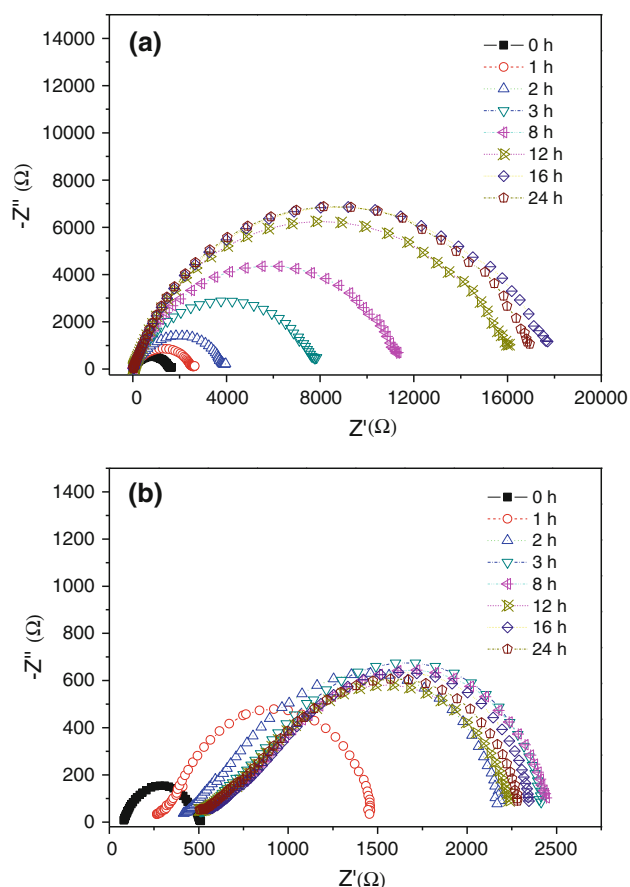 (a)
14000
12000
10000
8000
6000
4000
2000
0
-Z'' (Ω)
0 h
1 h
2 h
3 h
8 h
12 h
16 h
24 h
0 4000 8000 12000 16000 20000
Z'(Ω)
(b)
1400
1200
1000
800
600
400
200
0
-Z'' (Ω)
0 h
1 h
2 h
3 h
8 h
12 h
16 h
24 h
0 500 1000 1500 2000 2500
Z'(Ω)